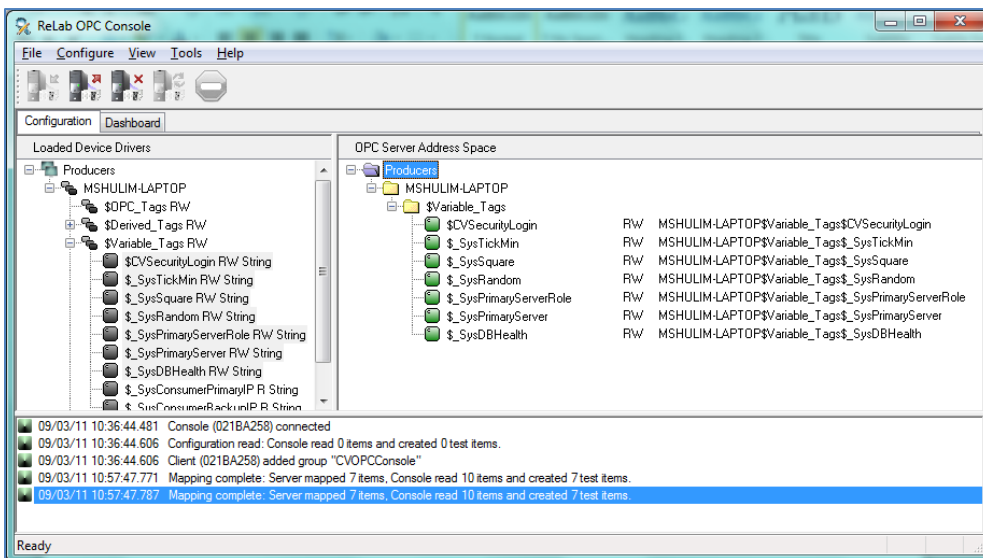 ReLab OPC Console
File Configure View Tools Help
Configuration Dashboard
Loaded Device Drivers
Producers
MSHULIM-LAPTOP
$OPC_Tags RW
$Derived_Tags RW
$Variable_Tags RW
$CVSecurityLogin RW String
$_SysTickMin RW String
$_SysSquare RW String
$_SysRandom RW String
$_SysPrimaryServerRole RW String
$_SysPrimaryServer RW String
$_SysDBHealth RW String
$_SysConsumerPrimaryIP R String
$_SysConsumerBackupIP R String
OPC Server Address Space
Producers
MSHULIM-LAPTOP
$Variable_Tags
$CVSecurityLogin RW MSHULIM-LAPTOP$Variable_Tags$CVSecurityLogin
$_SysTickMin RW MSHULIM-LAPTOP$Variable_Tags$_SysTickMin
$_SysSquare RW MSHULIM-LAPTOP$Variable_Tags$_SysSquare
$_SysRandom RW MSHULIM-LAPTOP$Variable_Tags$_SysRandom
$_SysPrimaryServerRole RW MSHULIM-LAPTOP$Variable_Tags$_SysPrimaryServerRole
$_SysPrimaryServer RW MSHULIM-LAPTOP$Variable_Tags$_SysPrimaryServer
$_SysDBHealth RW MSHULIM-LAPTOP$Variable_Tags$_SysDBHealth
09/03/11 10:36:44.481 Console (021BA258) connected
09/03/11 10:36:44.606 Configuration read: Console read 0 items and created 0 test items.
09/03/11 10:36:44.606 Client (021BA258) added group "CVOPCConsole"
09/03/11 10:57:47.771 Mapping complete: Server mapped 7 items, Console read 10 items and created 7 test items.
09/03/11 10:57:47.787 Mapping complete: Server mapped 7 items, Console read 10 items and created 7 test items.
Ready